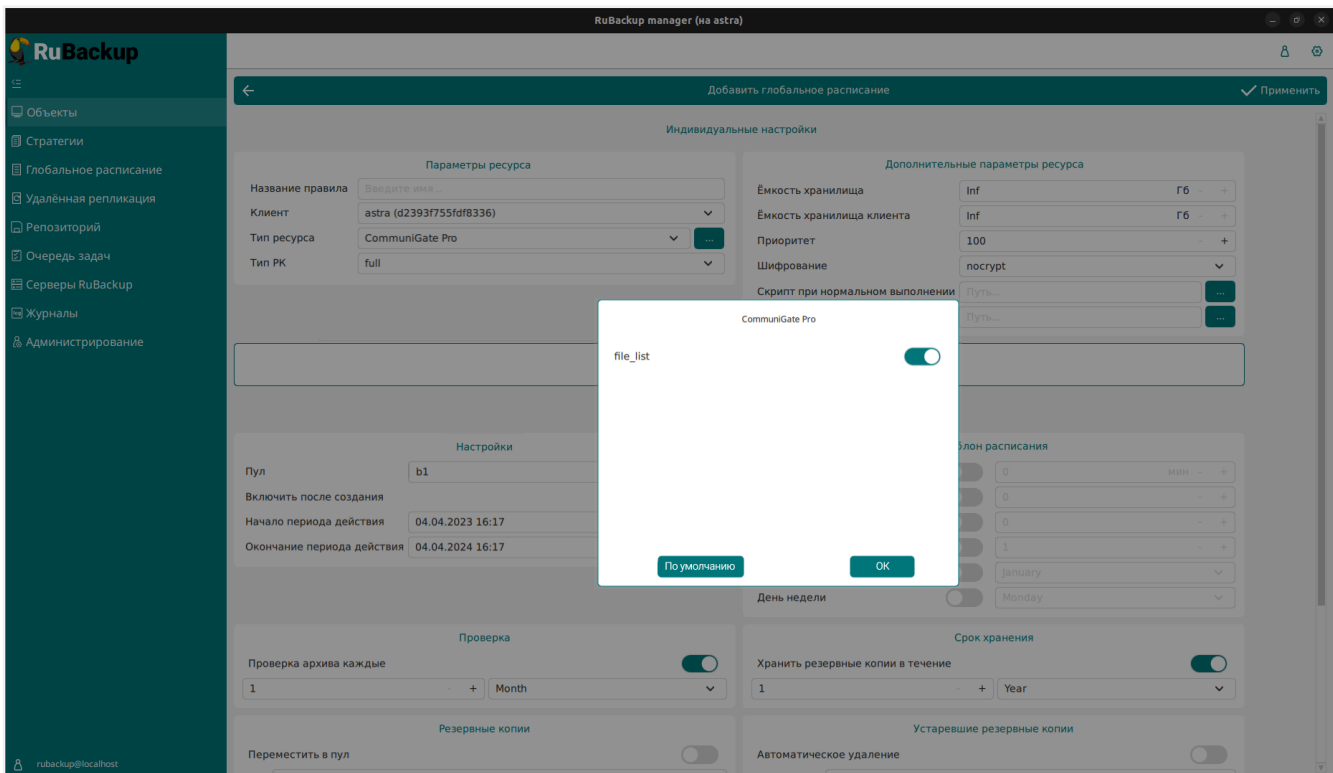 RuBackup manager (на astra)
RuBackup
Объекты
Стратегии
Глобальное расписание
Удалённая репликация
Репозиторий
Очередь задач
Серверы RuBackup
Журналы
Администрирование
rubackup@localhost
Добавить глобальное расписание
Применить
Индивидуальные настройки
Параметры ресурса
Название правила Введите имя ..
Клиент astra (d2393f755fdf8336)
Тип ресурса CommuniGate Pro ...
Тип РК full
Дополнительные параметры ресурса
Ёмкость хранилища Inf Гб - +
Ёмкость хранилища клиента Inf Гб - +
Приоритет 100 - +
Шифрование nocrypt
Скрипт при нормальном выполнении Путь... ...
Путь... ...
CommuniGate Pro
file_list
По умолчанию OK
Настройки
Пул b1
Включить после создания
Начало периода действия 04.04.2023 16:17
Окончание периода действия 04.04.2024 16:17
блон расписания
0 мин - +
0 - +
0 - +
1 - +
January
День недели Monday
Проверка
Проверка архива каждые
1 - + Month
Срок хранения
Хранить резервные копии в течение
1 - + Year
Резервные копии
Переместить в пул
Устаревшие резервные копии
Автоматическое удаление